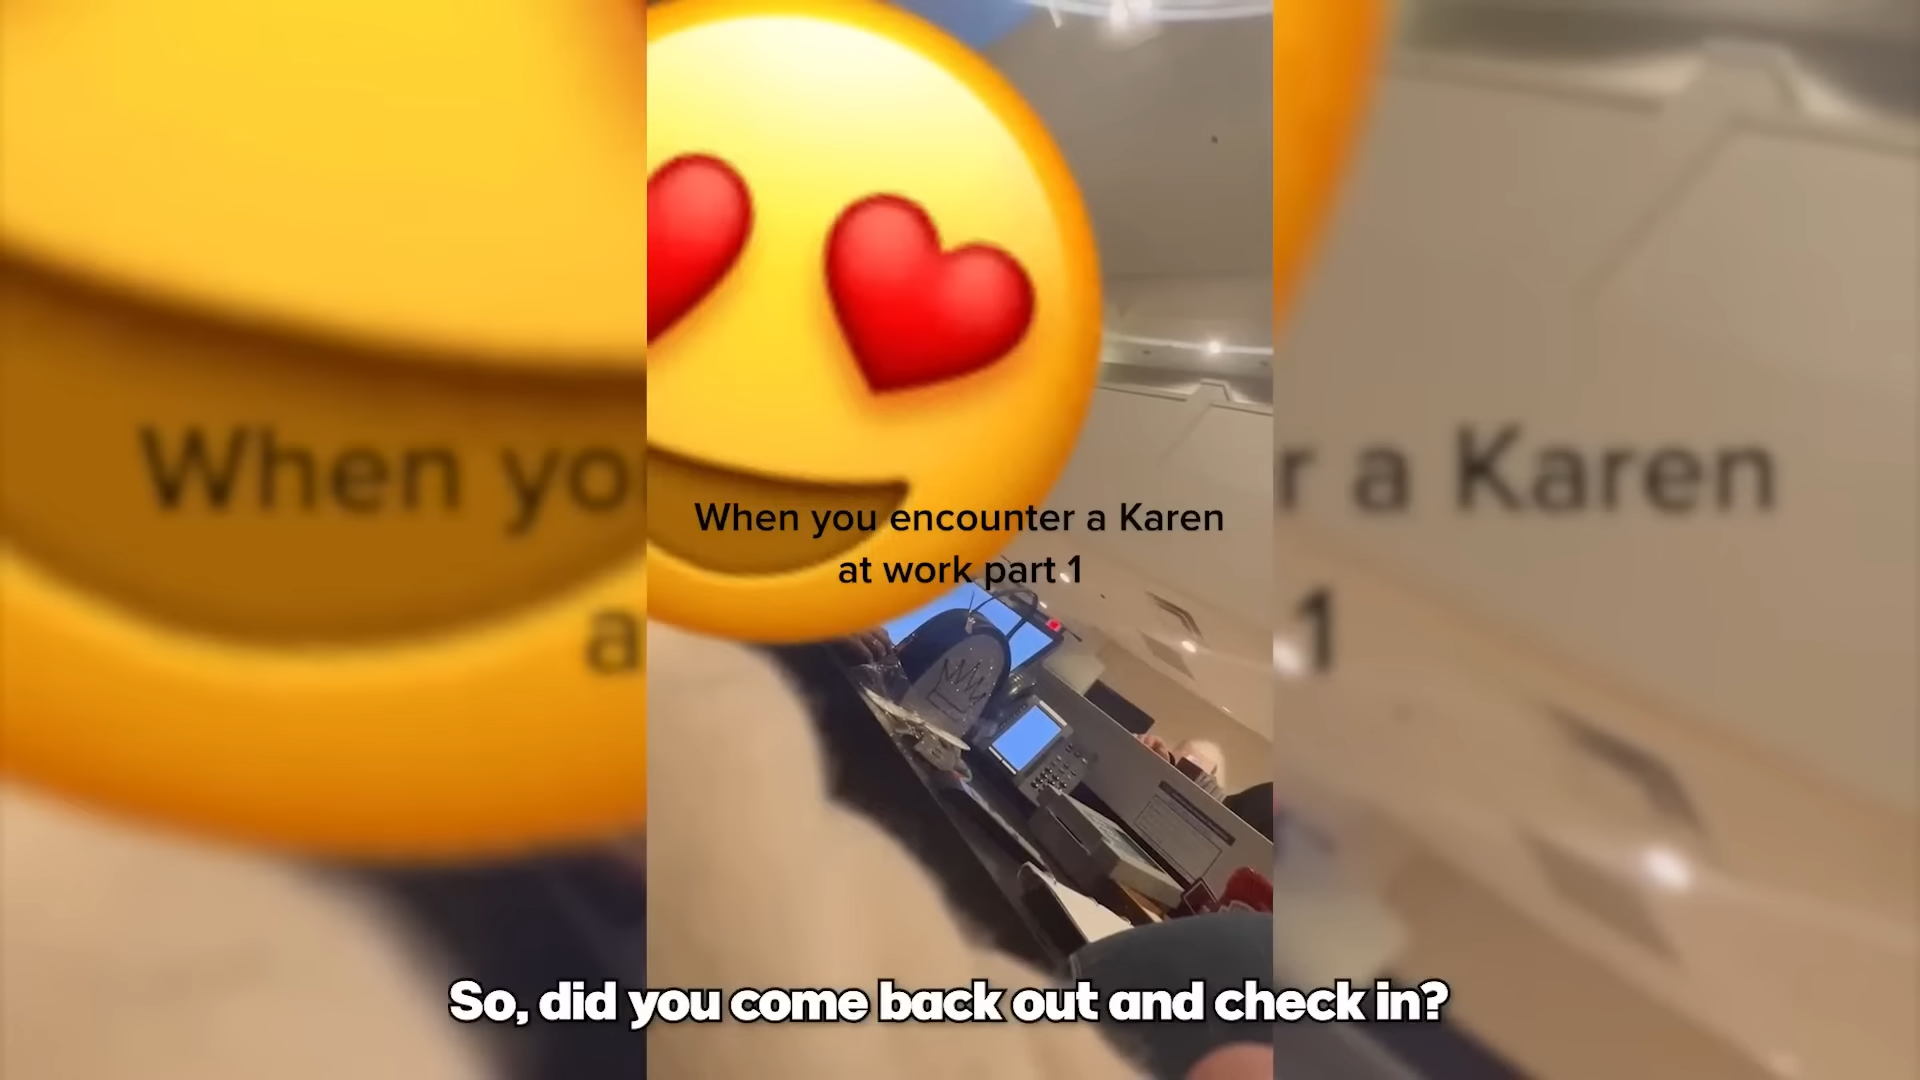 When you encounter a Karen
at work part 1
So, did you come back out and check in?